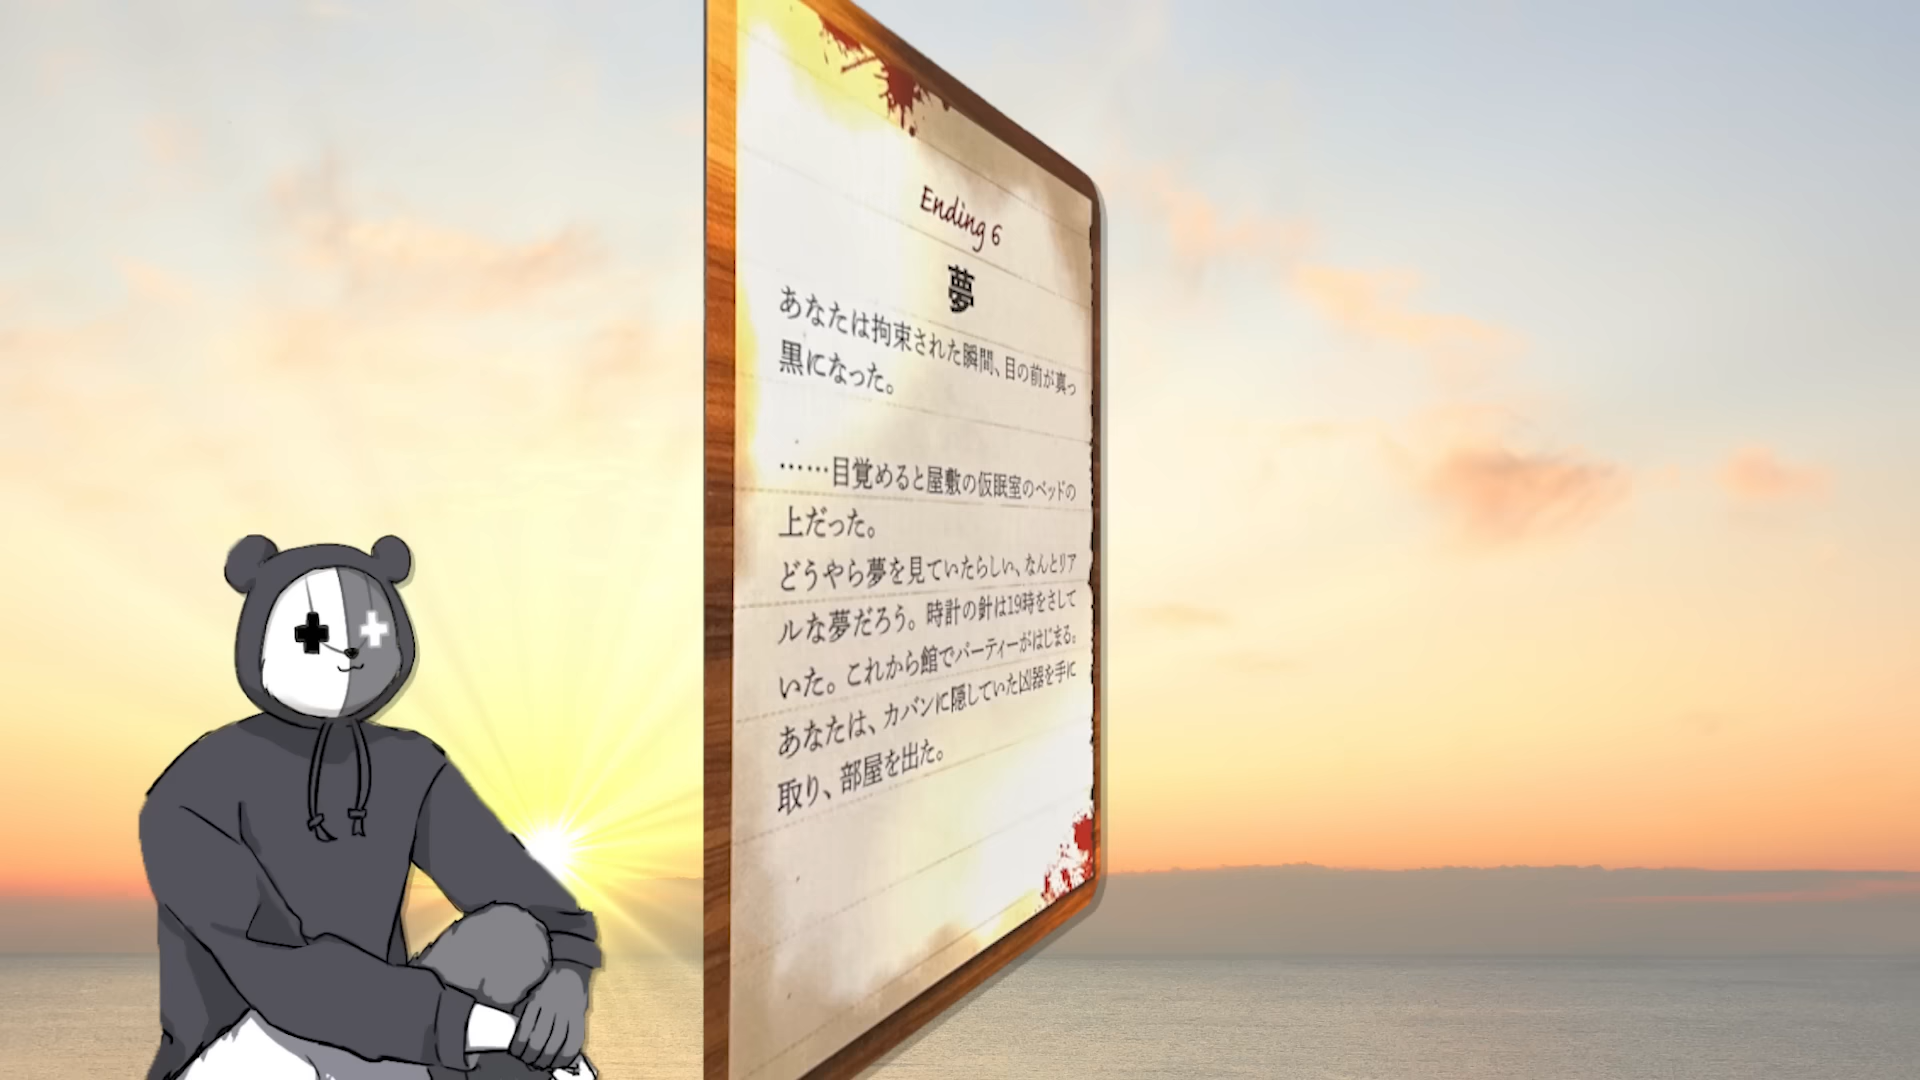 Ending 6
夢
あなたは拘束された瞬間、目の前が真っ
黒になった。
……目覚めると屋敷の仮眠室のベッドの
上だった。
どうやら夢を見ていたらしい、なんとリア
ルな夢だろう。時計の針は19時をさして
いた。これから館でパーティーがはじまる。
あなたは、カバンに隠していた凶器を手に
取り、部屋を出た。